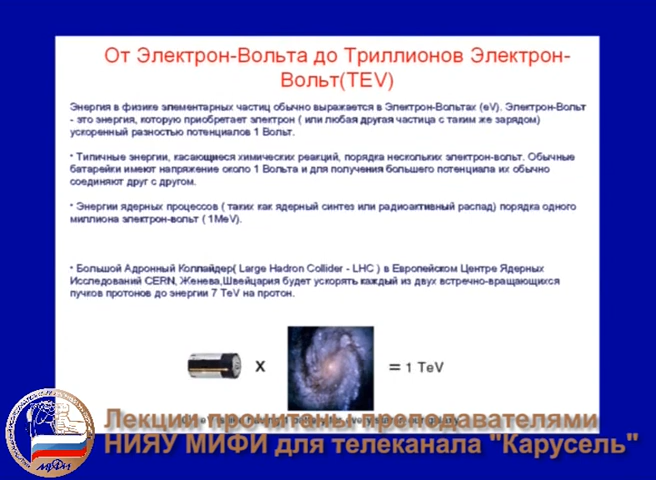 От Электрон-Вольта до Триллионов Электрон-
Вольт(TEV)
Энергия в физике элементарных частиц обычно выражается в Электрон-Вольтах (eV). Электрон-Вольт
- это энергия, которую приобретает электрон ( или любая другая частица с таким же зарядом)
ускоренный разностью потенциалов 1 Вольт.
• Типичные энергии, касающиеся химических реакций, порядка нескольких электрон-вольт. Обычные
батарейки имеют напряжение около 1 Вольта и для получения большего потенциала их обычно
соединяют друг с другом.
• Энергии ядерных процессов ( таких как ядерный синтез или радиоактивный распад) порядка одного
миллиона электрон-вольт ( 1MeV).
• Большой Адронный Коллайдер( Large Hadron Collider - LHC ) в Европейском Центре Ядерных
Исследований CERN, Женева,Швейцария будет ускорять каждый из двух встречно-вращающихся
пучков протонов до энергии 7 TeV на протон.
x = 1 TeV
Лекции прочитаны преподавателями
НИЯУ МИФИ для телеканала "Карусель"
МИФИ